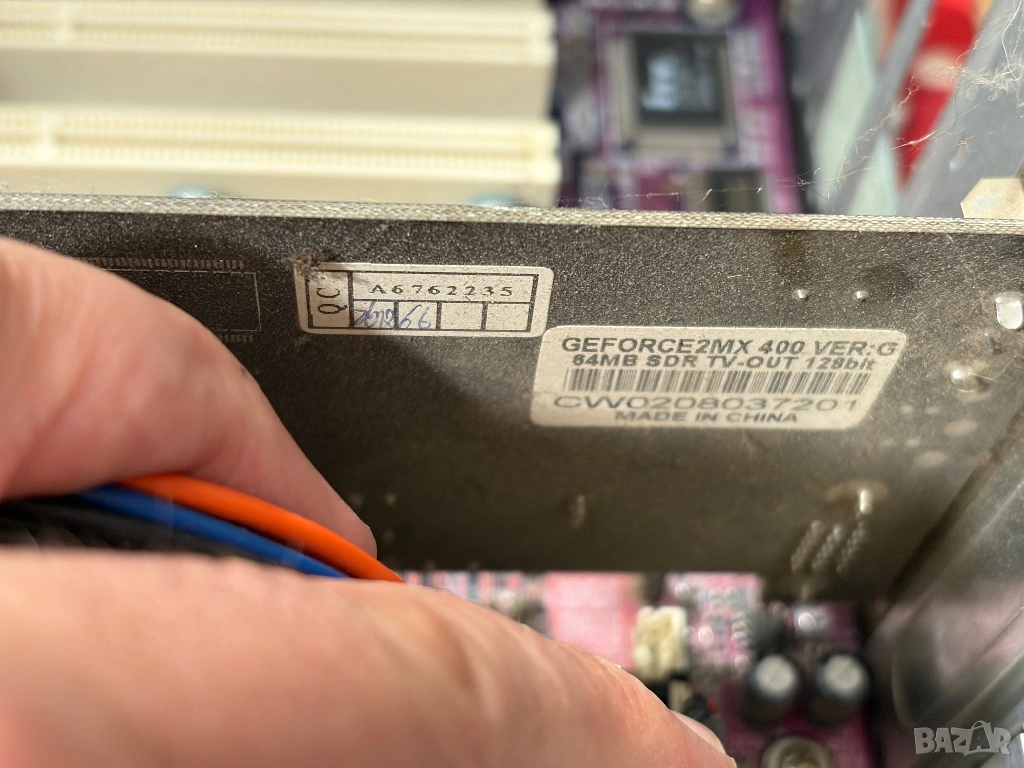 QC
A6762235
GEFORCE2MX 400 VER:G
64MB SDR TV-OUT 128bit
CW0208037201
MADE IN CHINA
BAZAR